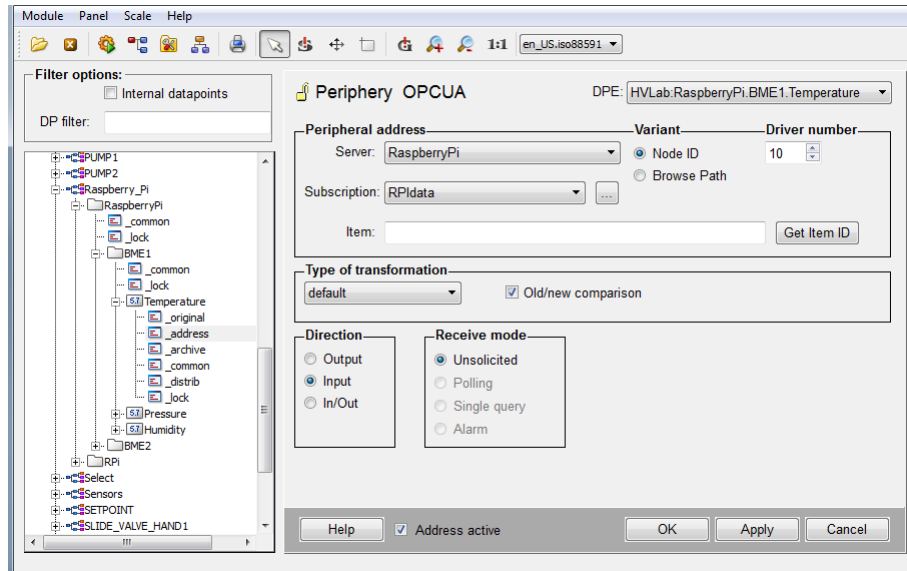 Module Panel Scale Help
1:1 en_US.iso88591
Filter options:
Internal datapoints
DP filter:
PUMP1
PUMP2
Raspberry_Pi
RaspberryPi
_common
_lock
BME1
_common
_lock
Temperature
_original
_address
_archive
_common
_distrib
_lock
Pressure
Humidity
BME2
RPi
Select
Sensors
SETPOINT
SLIDE_VALVE_HAND1
Periphery OPCUA DPE: HVLab:RaspberryPi.BME1.Temperature
Peripheral address Variant Driver number
Server: RaspberryPi Node ID 10
Browse Path
Subscription: RPIdata ...
Item: Get Item ID
Type of transformation
default Old/new comparison
Direction Receive mode
Output Unsolicited
Input Polling
In/Out Single query
Alarm
Help Address active OK Apply Cancel